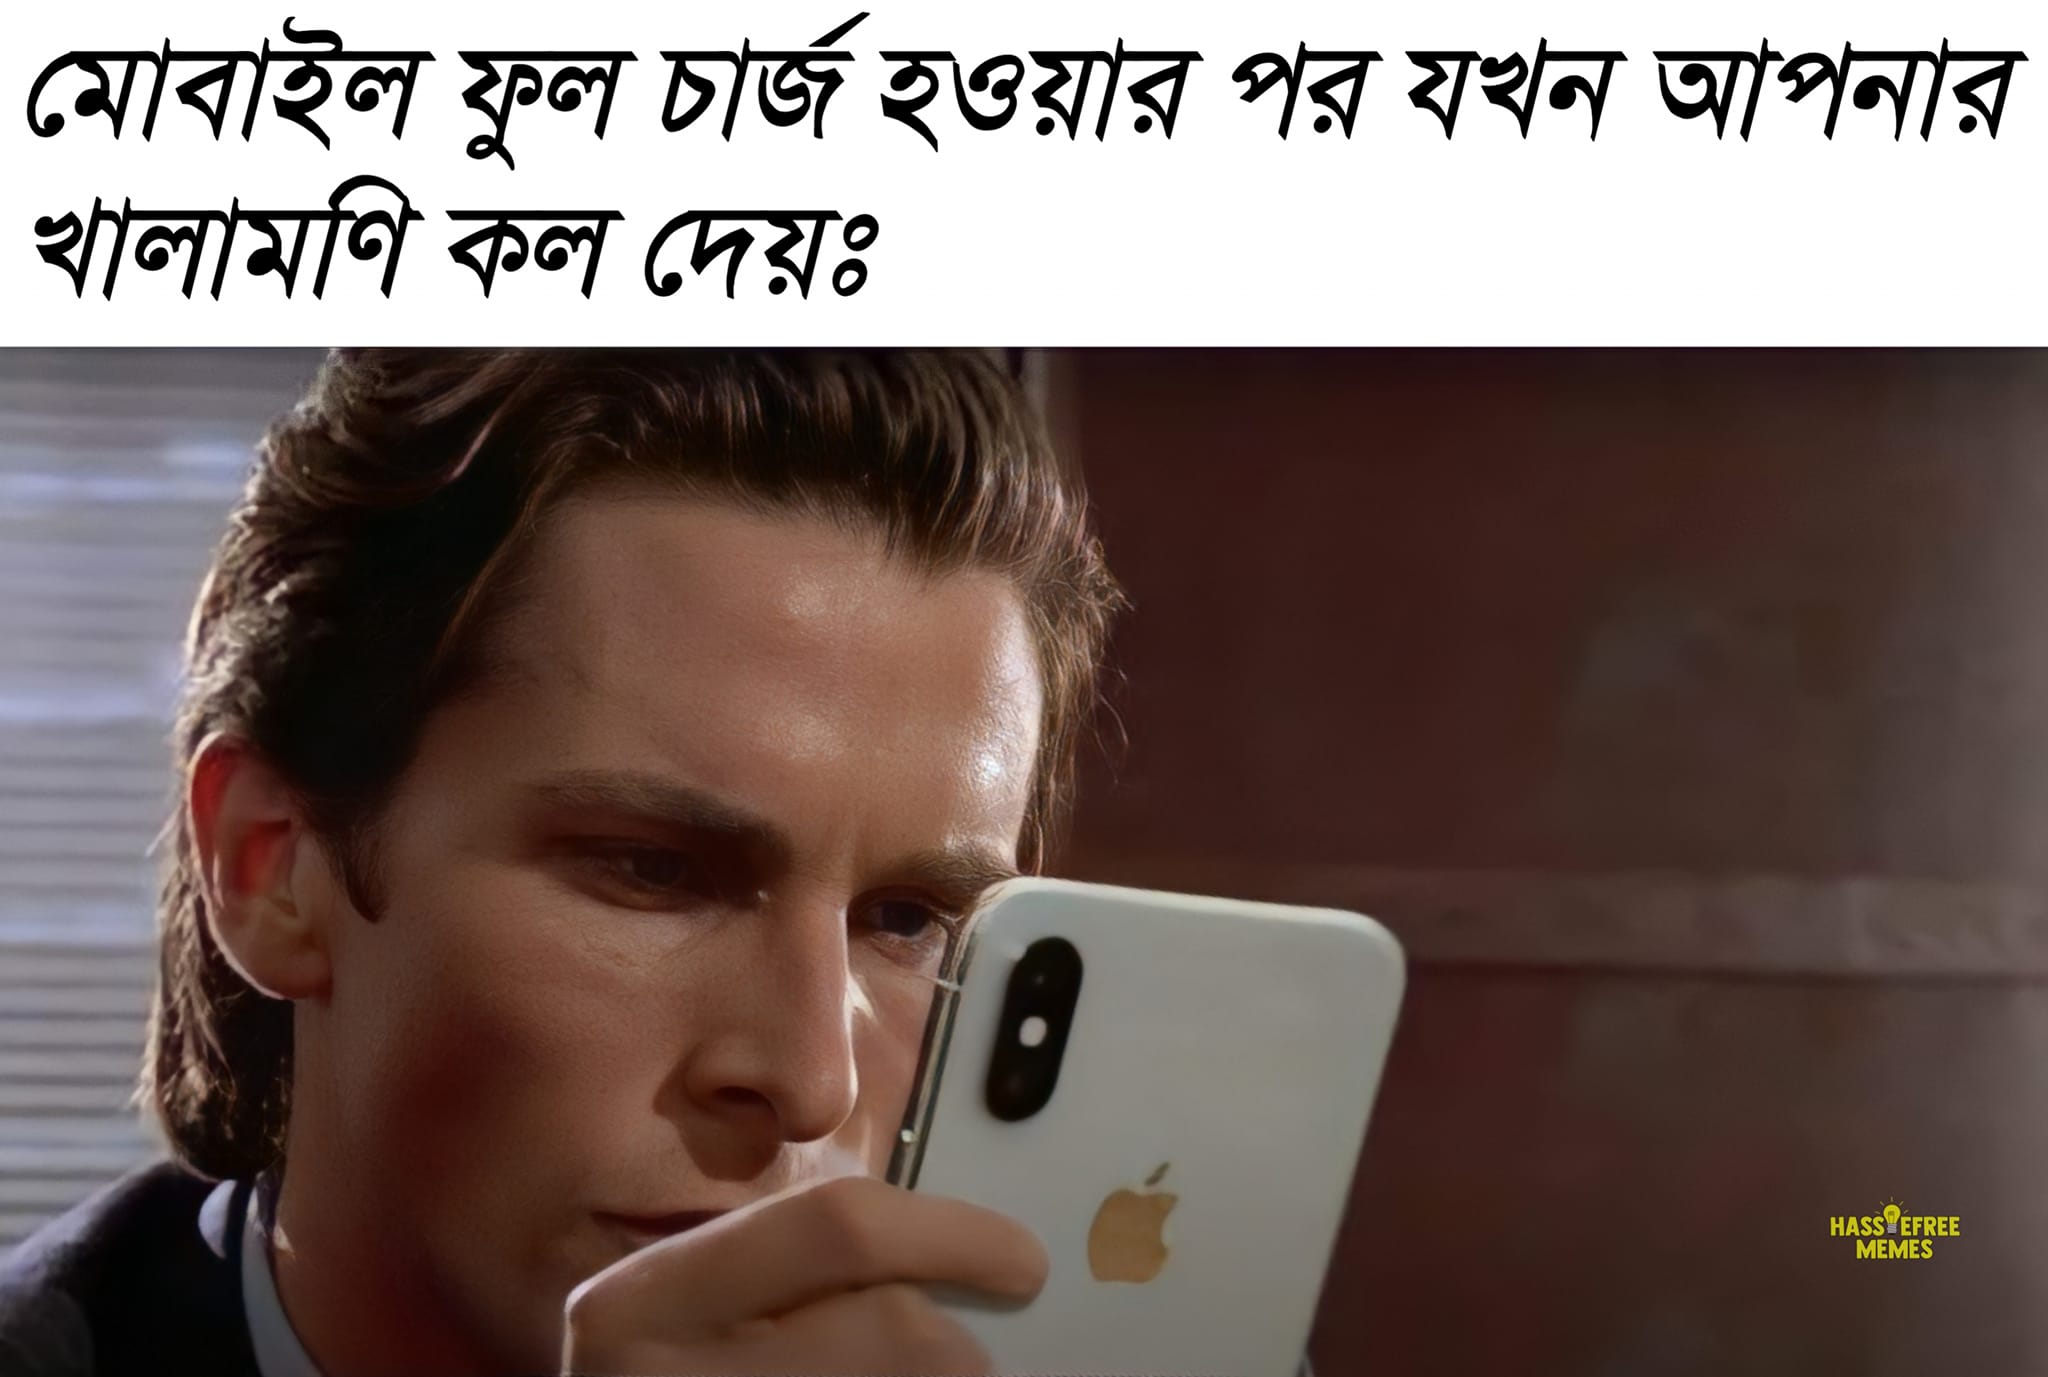 মোবাইল ফুল চার্জ হওয়ার পর যখন আপনার
খালামণি কল দেয়ঃ
HASSLEFREE
MEMES